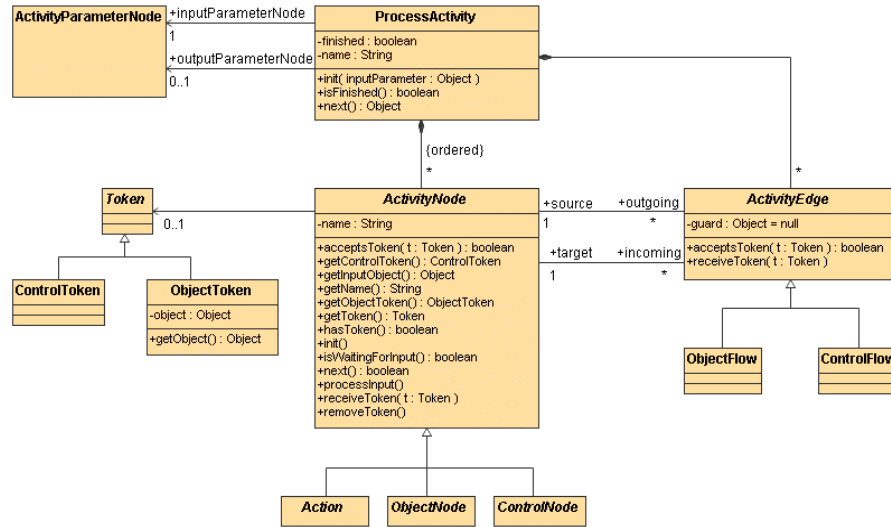 ActivityParameterNode
+inputParameterNode
1
+outputParameterNode
0..1
ProcessActivity
-finished : boolean
-name : String
+init( inputParameter : Object )
+isFinished() : boolean
+next() : Object
{ordered}
*
*
Token
0..1
ControlToken
ObjectToken
-object : Object
+getObject() : Object
ActivityNode
-name : String
+acceptsToken( t : Token ) : boolean
+getControlToken() : ControlToken
+getInputObject() : Object
+getName() : String
+getObjectToken() : ObjectToken
+getToken() : Token
+hasToken() : boolean
+init()
+isWaitingForInput() : boolean
+next() : boolean
+processInput()
+receiveToken( t : Token )
+removeToken()
+source +outgoing
1 *
+target +incoming
1 *
ActivityEdge
-guard : Object = null
+acceptsToken( t : Token ) : boolean
+receiveToken( t : Token )
ObjectFlow
ControlFlow
Action
ObjectNode
ControlNode